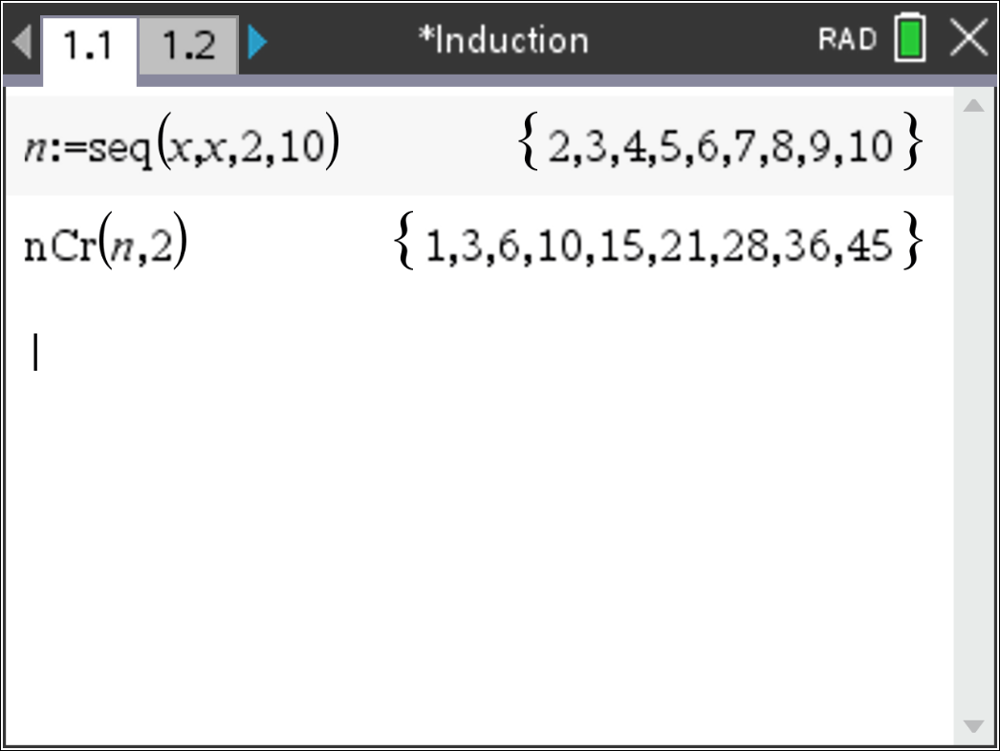 1.1 1.2 *Induction RAD
n:=seq(x,x,2,10) {2,3,4,5,6,7,8,9,10}
nCr(n,2) {1,3,6,10,15,21,28,36,45}